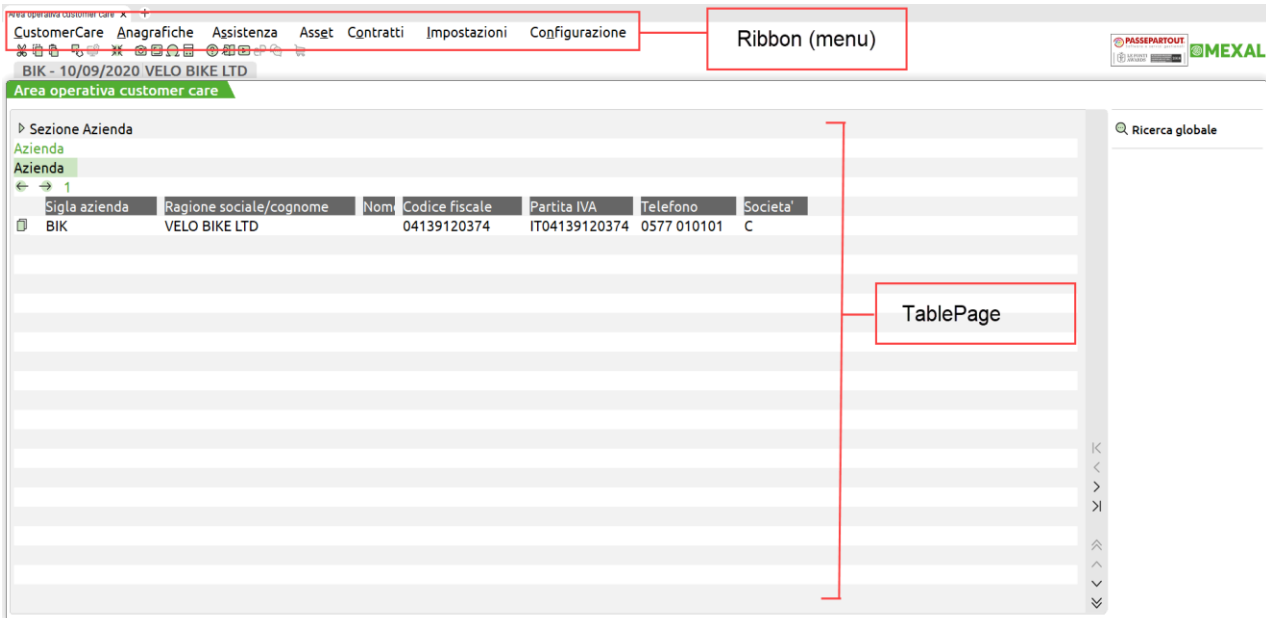 Area operativa customer care x +
CustomerCare Anagrafiche Assistenza Asset Contratti Impostazioni Configurazione
Ribbon (menu)
PASSEPARTOUT
MEXAL
BIK - 10/09/2020 VELO BIKE LTD
Area operativa customer care
Sezione Azienda
Ricerca globale
Azienda
Azienda
1
Sigla azienda Ragione sociale/cognome Nom Codice fiscale Partita IVA Telefono Societa'
BIK VELO BIKE LTD 04139120374 IT04139120374 0577 010101 C
TablePage